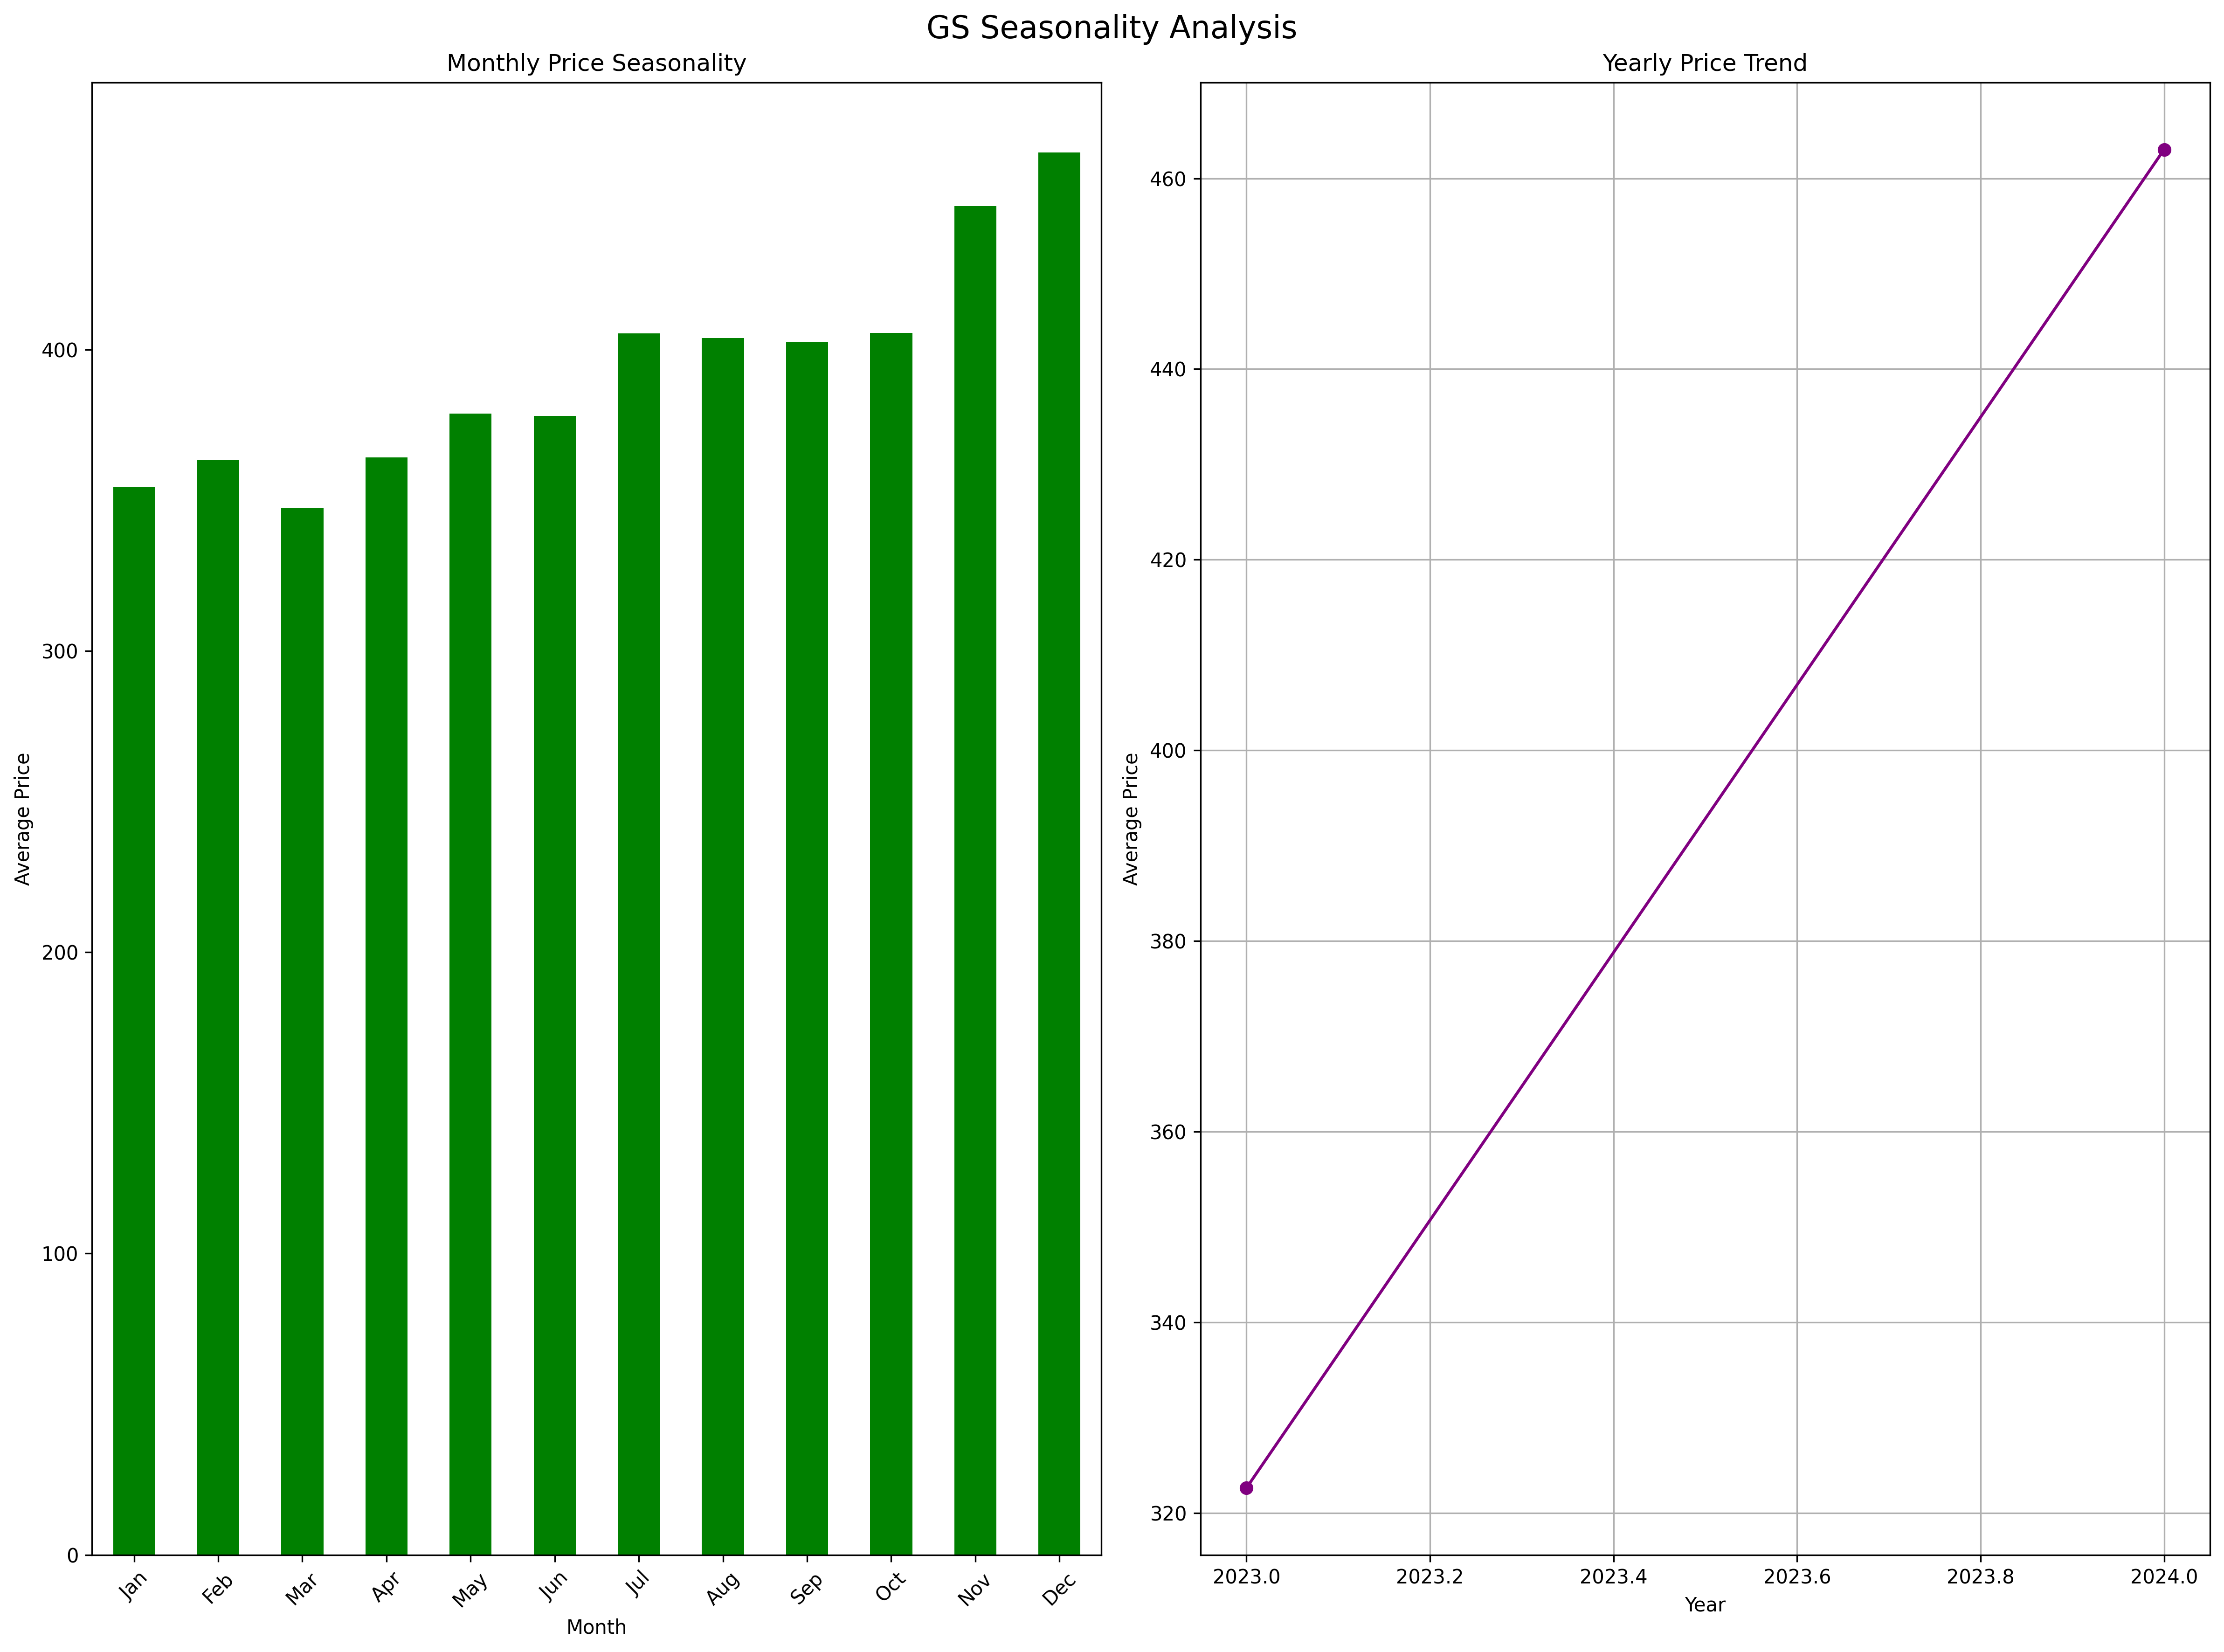 GS Seasonality Analysis
Monthly Price Seasonality
Average Price
400
300
200
100
0
Jan
Feb
Mar
Apr
May
Jun
Jul
Aug
Sep
Oct
Nov
Dec
Month
Yearly Price Trend
Average Price
460
440
420
400
380
360
340
320
2023.0
2023.2
2023.4
2023.6
2023.8
2024.0
Year